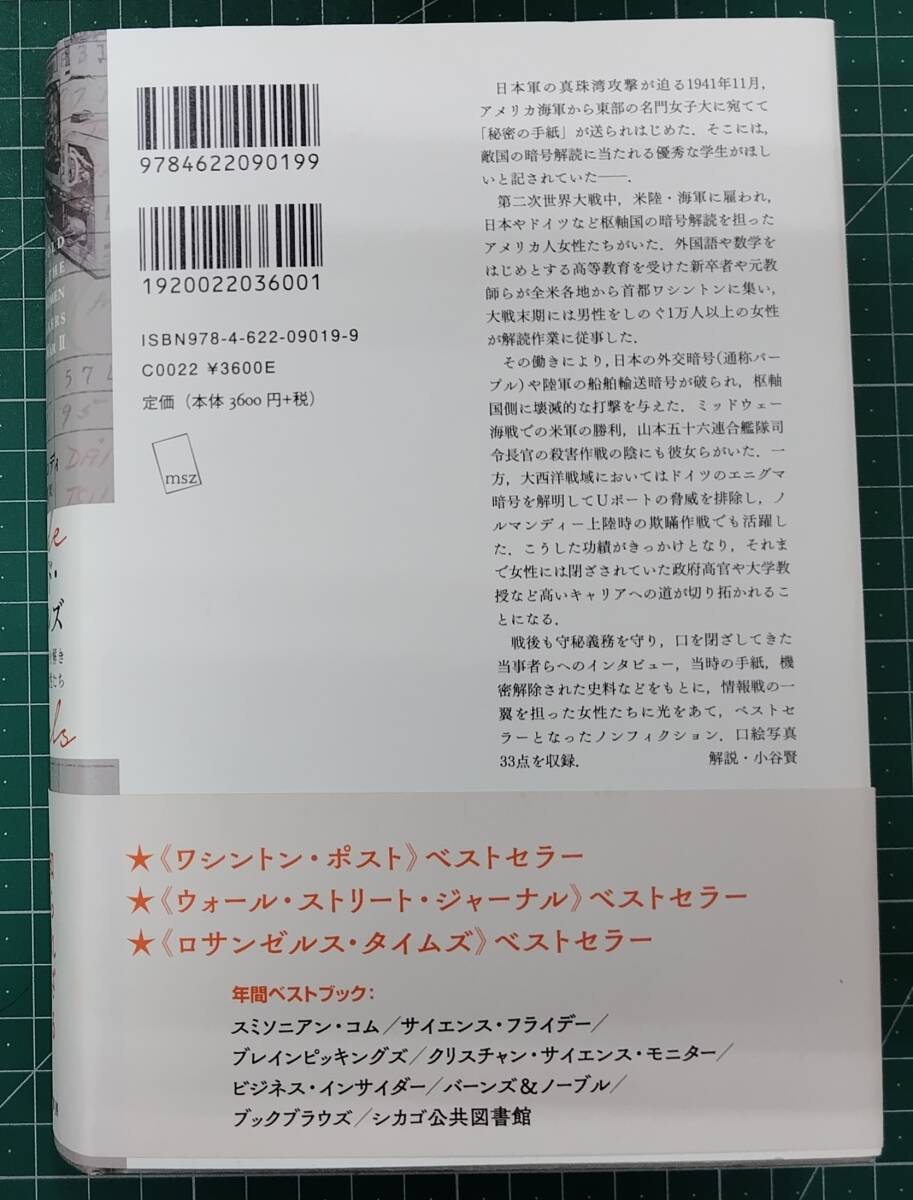 9784622090199
1920022036001
ISBN978-4-622-09019-9
C0022 ¥3600E
定価（本体 3600 円+税）
msz
日本軍の真珠湾攻撃が迫る1941年11月，
アメリカ海軍から東部の名門女子大に宛てて
「秘密の手紙」が送られはじめた．そこには，
敵国の暗号解読に当たれる優秀な学生がほし
いと記されていた――．
第二次世界大戦中，米陸・海軍に雇われ，
日本やドイツなど枢軸国の暗号解読を担った
アメリカ人女性たちがいた．外国語や数学を
はじめとする高等教育を受けた新卒者や元教
師らが全米各地から首都ワシントンに集い，
大戦末期には男性をしのぐ1万人以上の女性
が解読作業に従事した．
その働きにより，日本の外交暗号（通称パー
プル）や陸軍の船舶輸送暗号が破られ，枢軸
国側に壊滅的な打撃を与えた．ミッドウェー
海戦での米軍の勝利，山本五十六連合艦隊司
令長官の殺害作戦の陰にも彼女らがいた．一
方，大西洋戦域においてはドイツのエニグマ
暗号を解明してUボートの脅威を排除し，ノ
ルマンディー上陸時の欺瞞作戦でも活躍し
た．こうした功績がきっかけとなり，それま
で女性には閉ざされていた政府高官や大学教
授など高いキャリアへの道が切り拓かれるこ
とになる．
戦後も守秘義務を守り，口を閉ざしてきた
当事者らへのインタビュー，当時の手紙，機
密解除された史料などをもとに，情報戦の一
翼を担った女性たちに光をあて，ベストセ
ラーとなったノンフィクション．口絵写真
33点を収録．　解説・小谷賢
★《ワシントン・ポスト》ベストセラー
★《ウォール・ストリート・ジャーナル》ベストセラー
★《ロサンゼルス・タイムズ》ベストセラー
年間ベストブック：
スミソニアン・コム／サイエンス・フライデー／
ブレインピッキングズ／クリスチャン・サイエンス・モニター／
ビジネス・インサイダー／バーンズ＆ノーブル／
ブックブラウズ／シカゴ公共図書館